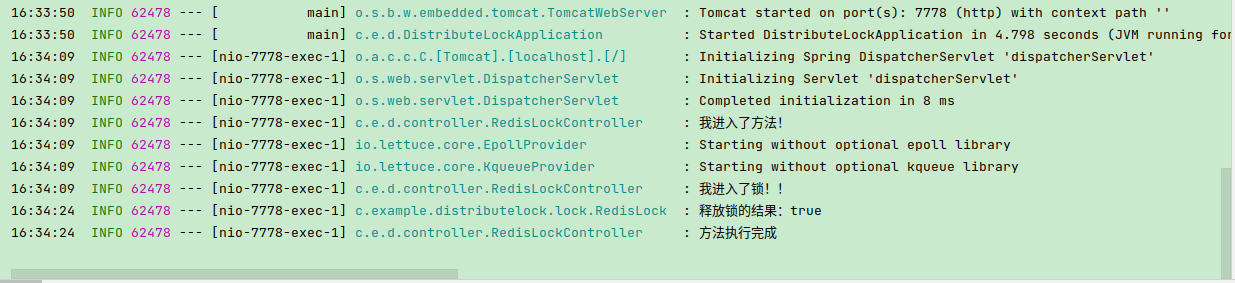 16:33:50  INFO 62478 --- [           main] o.s.b.w.embedded.tomcat.TomcatWebServer  : Tomcat started on port(s): 7778 (http) with context path ''
16:33:50  INFO 62478 --- [           main] c.e.d.DistributeLockApplication          : Started DistributeLockApplication in 4.798 seconds (JVM running for
16:34:09  INFO 62478 --- [nio-7778-exec-1] o.a.c.c.C.[Tomcat].[localhost].[/]       : Initializing Spring DispatcherServlet 'dispatcherServlet'
16:34:09  INFO 62478 --- [nio-7778-exec-1] o.s.web.servlet.DispatcherServlet        : Initializing Servlet 'dispatcherServlet'
16:34:09  INFO 62478 --- [nio-7778-exec-1] o.s.web.servlet.DispatcherServlet        : Completed initialization in 8 ms
16:34:09  INFO 62478 --- [nio-7778-exec-1] c.e.d.controller.RedisLockController     : 我进入了方法！
16:34:09  INFO 62478 --- [nio-7778-exec-1] io.lettuce.core.EpollProvider            : Starting without optional epoll library
16:34:09  INFO 62478 --- [nio-7778-exec-1] io.lettuce.core.KqueueProvider           : Starting without optional kqueue library
16:34:09  INFO 62478 --- [nio-7778-exec-1] c.e.d.controller.RedisLockController     : 我进入了锁！！
16:34:24  INFO 62478 --- [nio-7778-exec-1] c.example.distributelock.lock.RedisLock  : 释放锁的结果：true
16:34:24  INFO 62478 --- [nio-7778-exec-1] c.e.d.controller.RedisLockController     : 方法执行完成